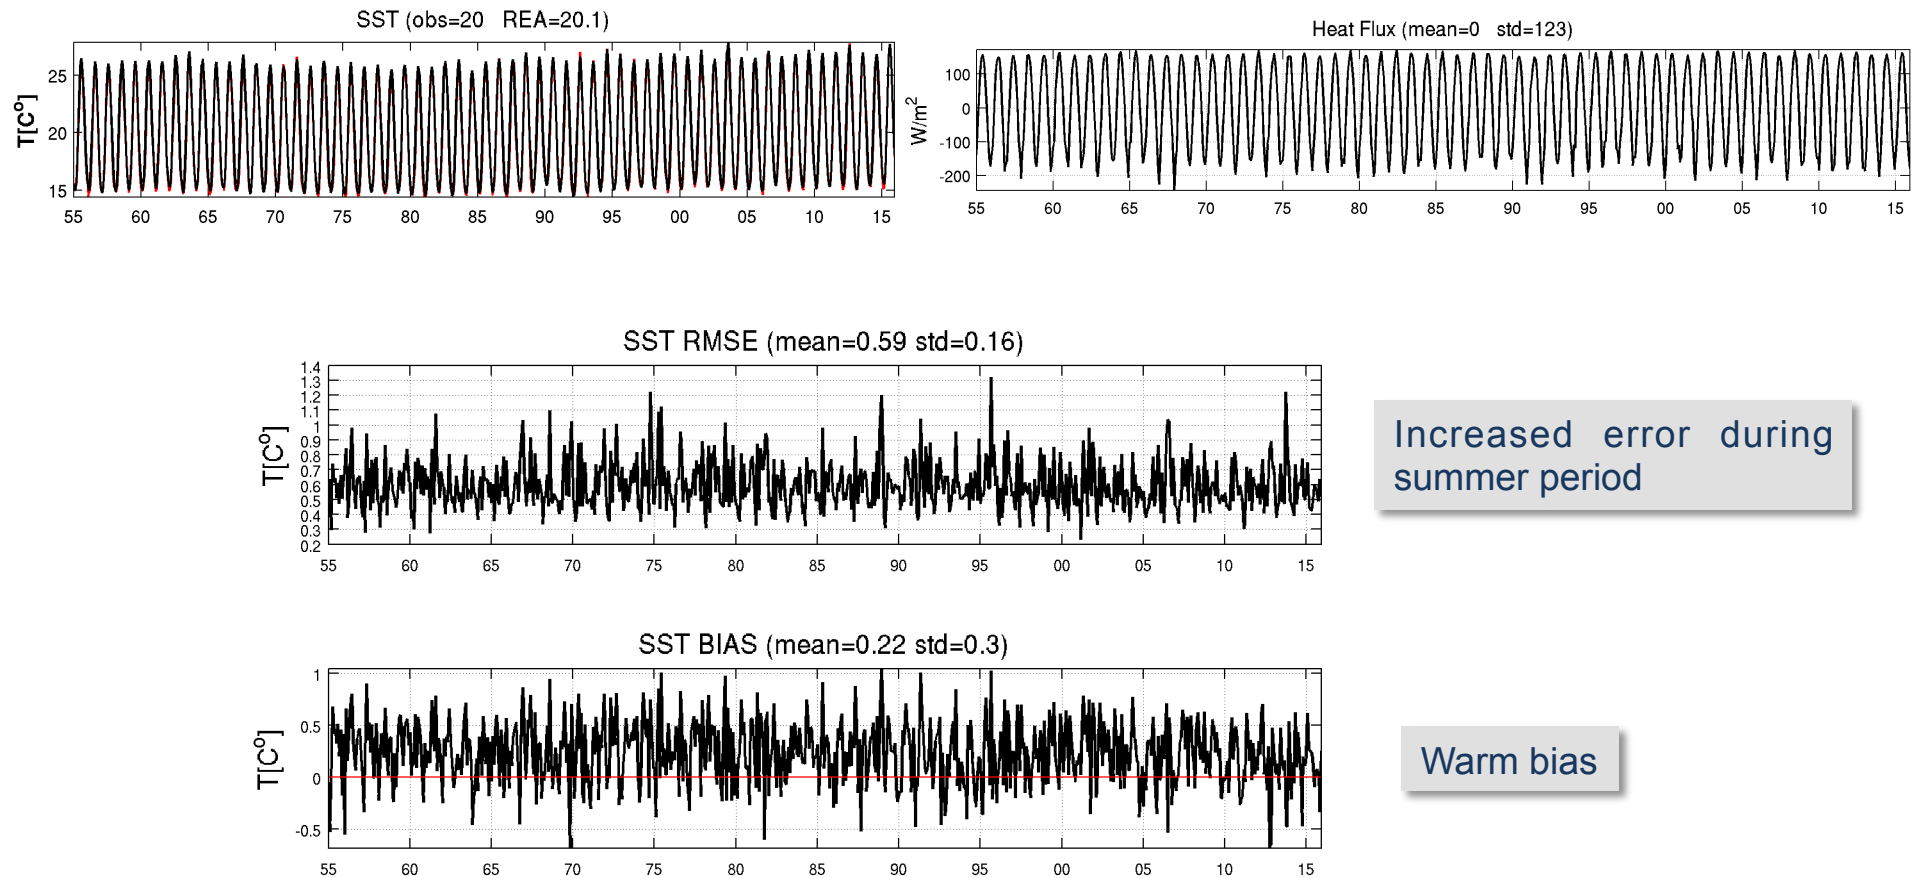 SST (obs=20 REA=20.1)
T[C°]
25
20
15
55 60 65 70 75 80 85 90 95 00 05 10 15
Heat Flux (mean=0 std=123)
W/m²
100
0
-100
-200
55 60 65 70 75 80 85 90 95 00 05 10 15
SST RMSE (mean=0.59 std=0.16)
T[C°]
1.4
1.3
1.2
1.1
1
0.9
0.8
0.7
0.6
0.5
0.4
0.3
0.2
55 60 65 70 75 80 85 90 95 00 05 10 15
Increased error during
summer period
SST BIAS (mean=0.22 std=0.3)
T[C°]
1
0.5
0
-0.5
55 60 65 70 75 80 85 90 95 00 05 10 15
Warm bias